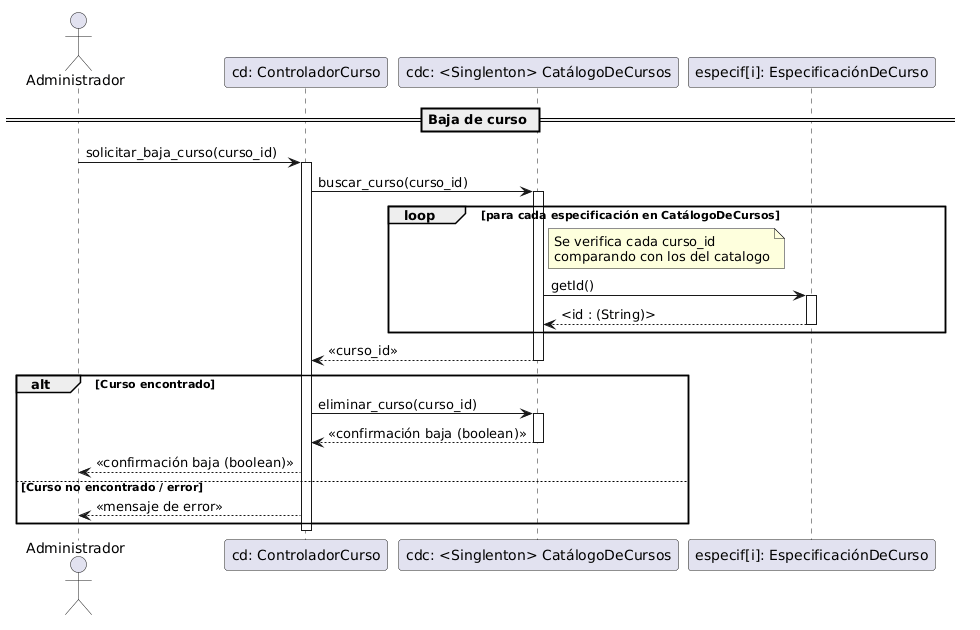 Administrador
cd: ControladorCurso
cdc: <Singlenton> CatálogoDeCursos
especif[i]: EspecificaciónDeCurso
Baja de curso
solicitar_baja_curso(curso_id)
buscar_curso(curso_id)
loop [para cada especificación en CatálogoDeCursos]
Se verifica cada curso_id
comparando con los del catalogo
getId()
<id : (String)>
«curso_id»
alt [Curso encontrado]
eliminar_curso(curso_id)
«confirmación baja (boolean)»
«confirmación baja (boolean)»
[Curso no encontrado / error]
«mensaje de error»
Administrador
cd: ControladorCurso
cdc: <Singlenton> CatálogoDeCursos
especif[i]: EspecificaciónDeCurso